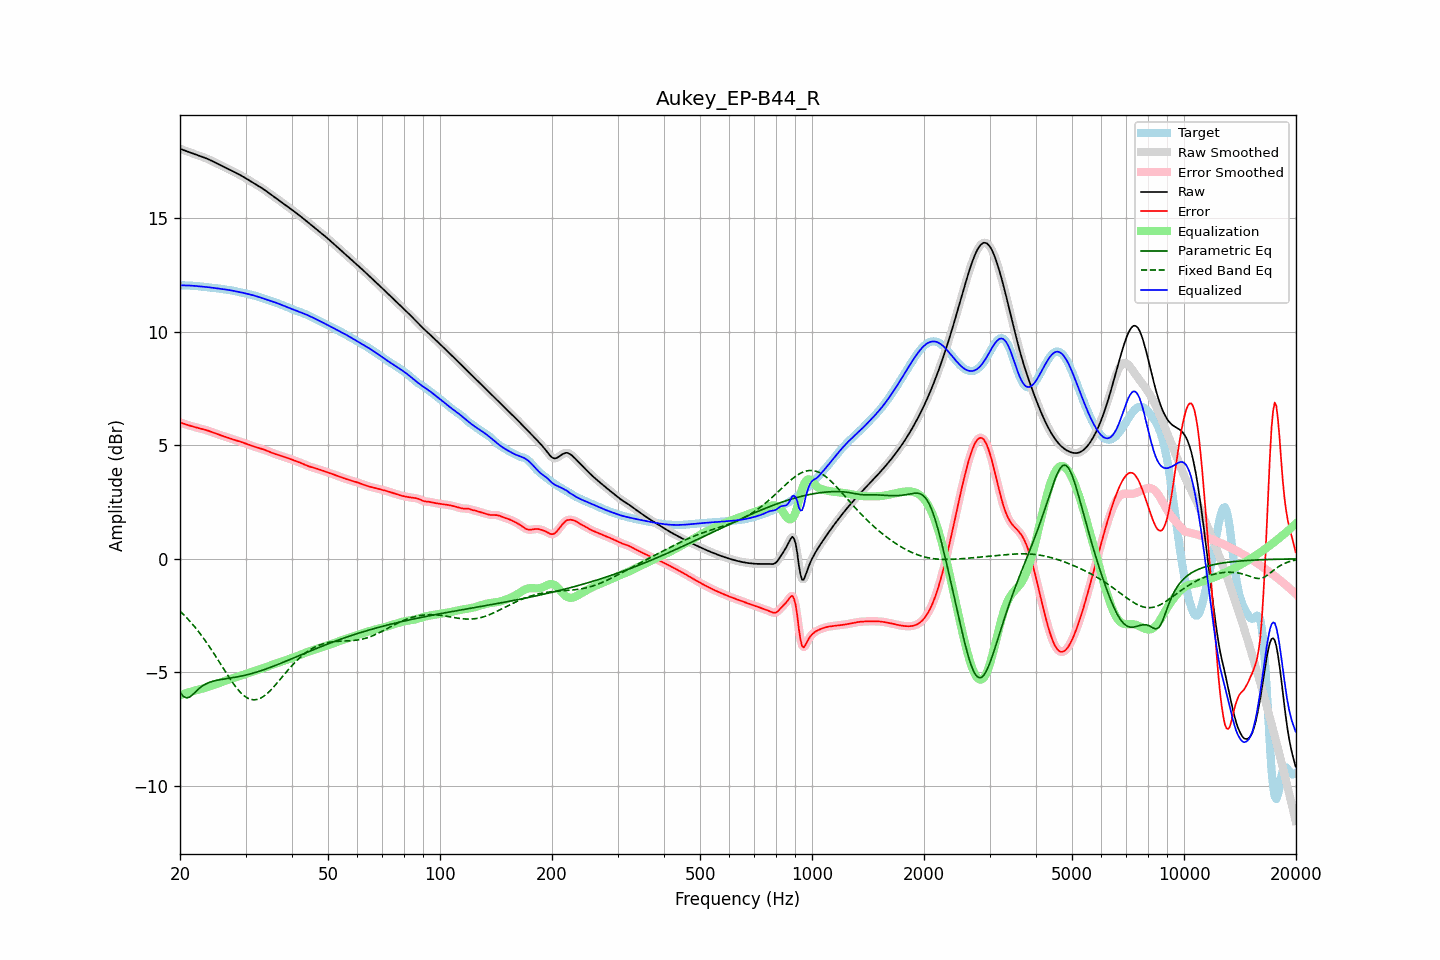 Aukey_EP-B44_R
Target
Raw Smoothed
Error Smoothed
Raw
Error
Equalization
Parametric Eq
Fixed Band Eq
Equalized
15
10
5
0
−5
−10
Amplitude (dBr)
20
50
100
200
500
1000
2000
5000
10000
20000
Frequency (Hz)